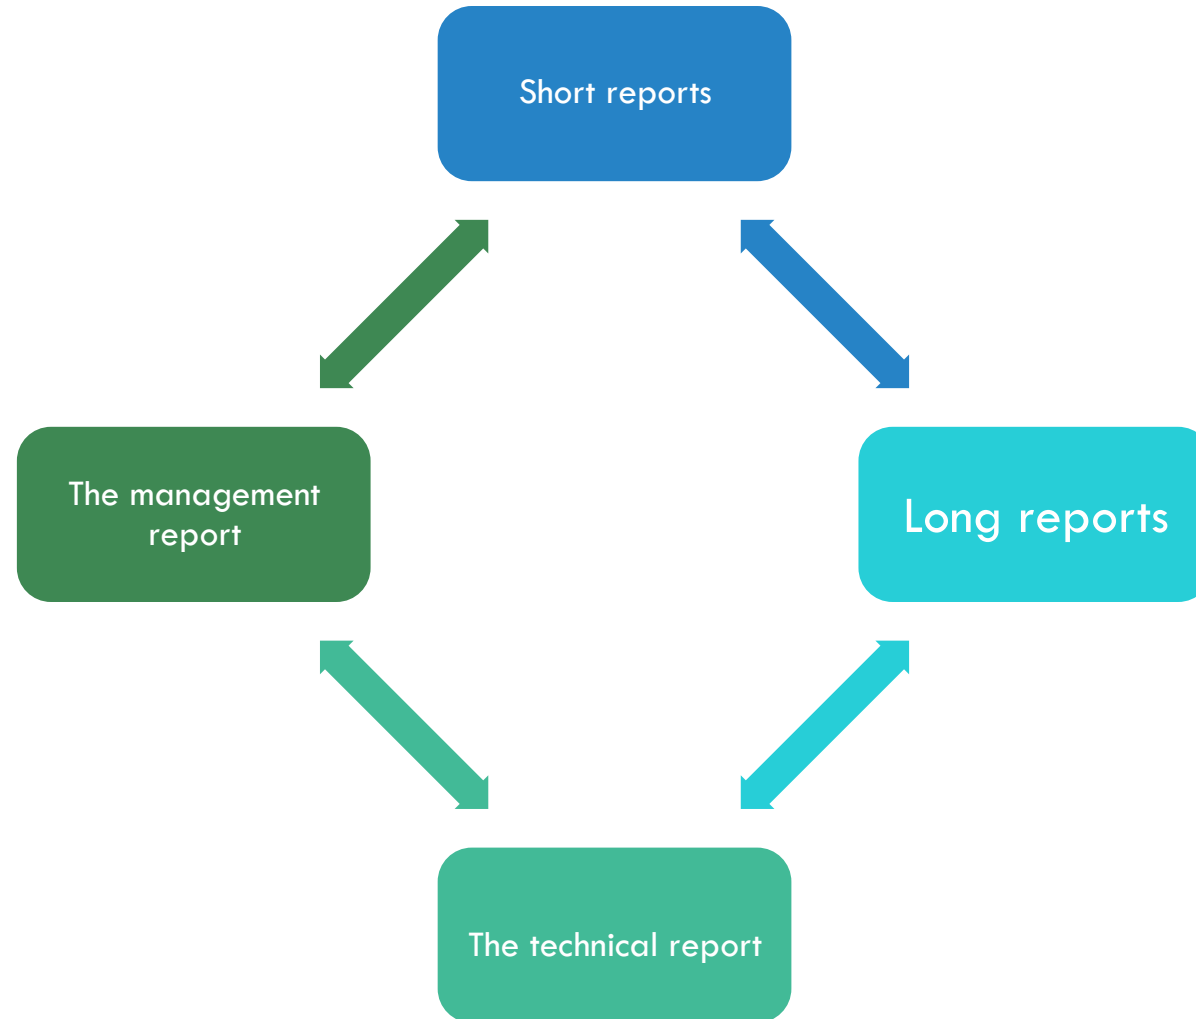 Short reports
The management
report
Long reports
The technical report